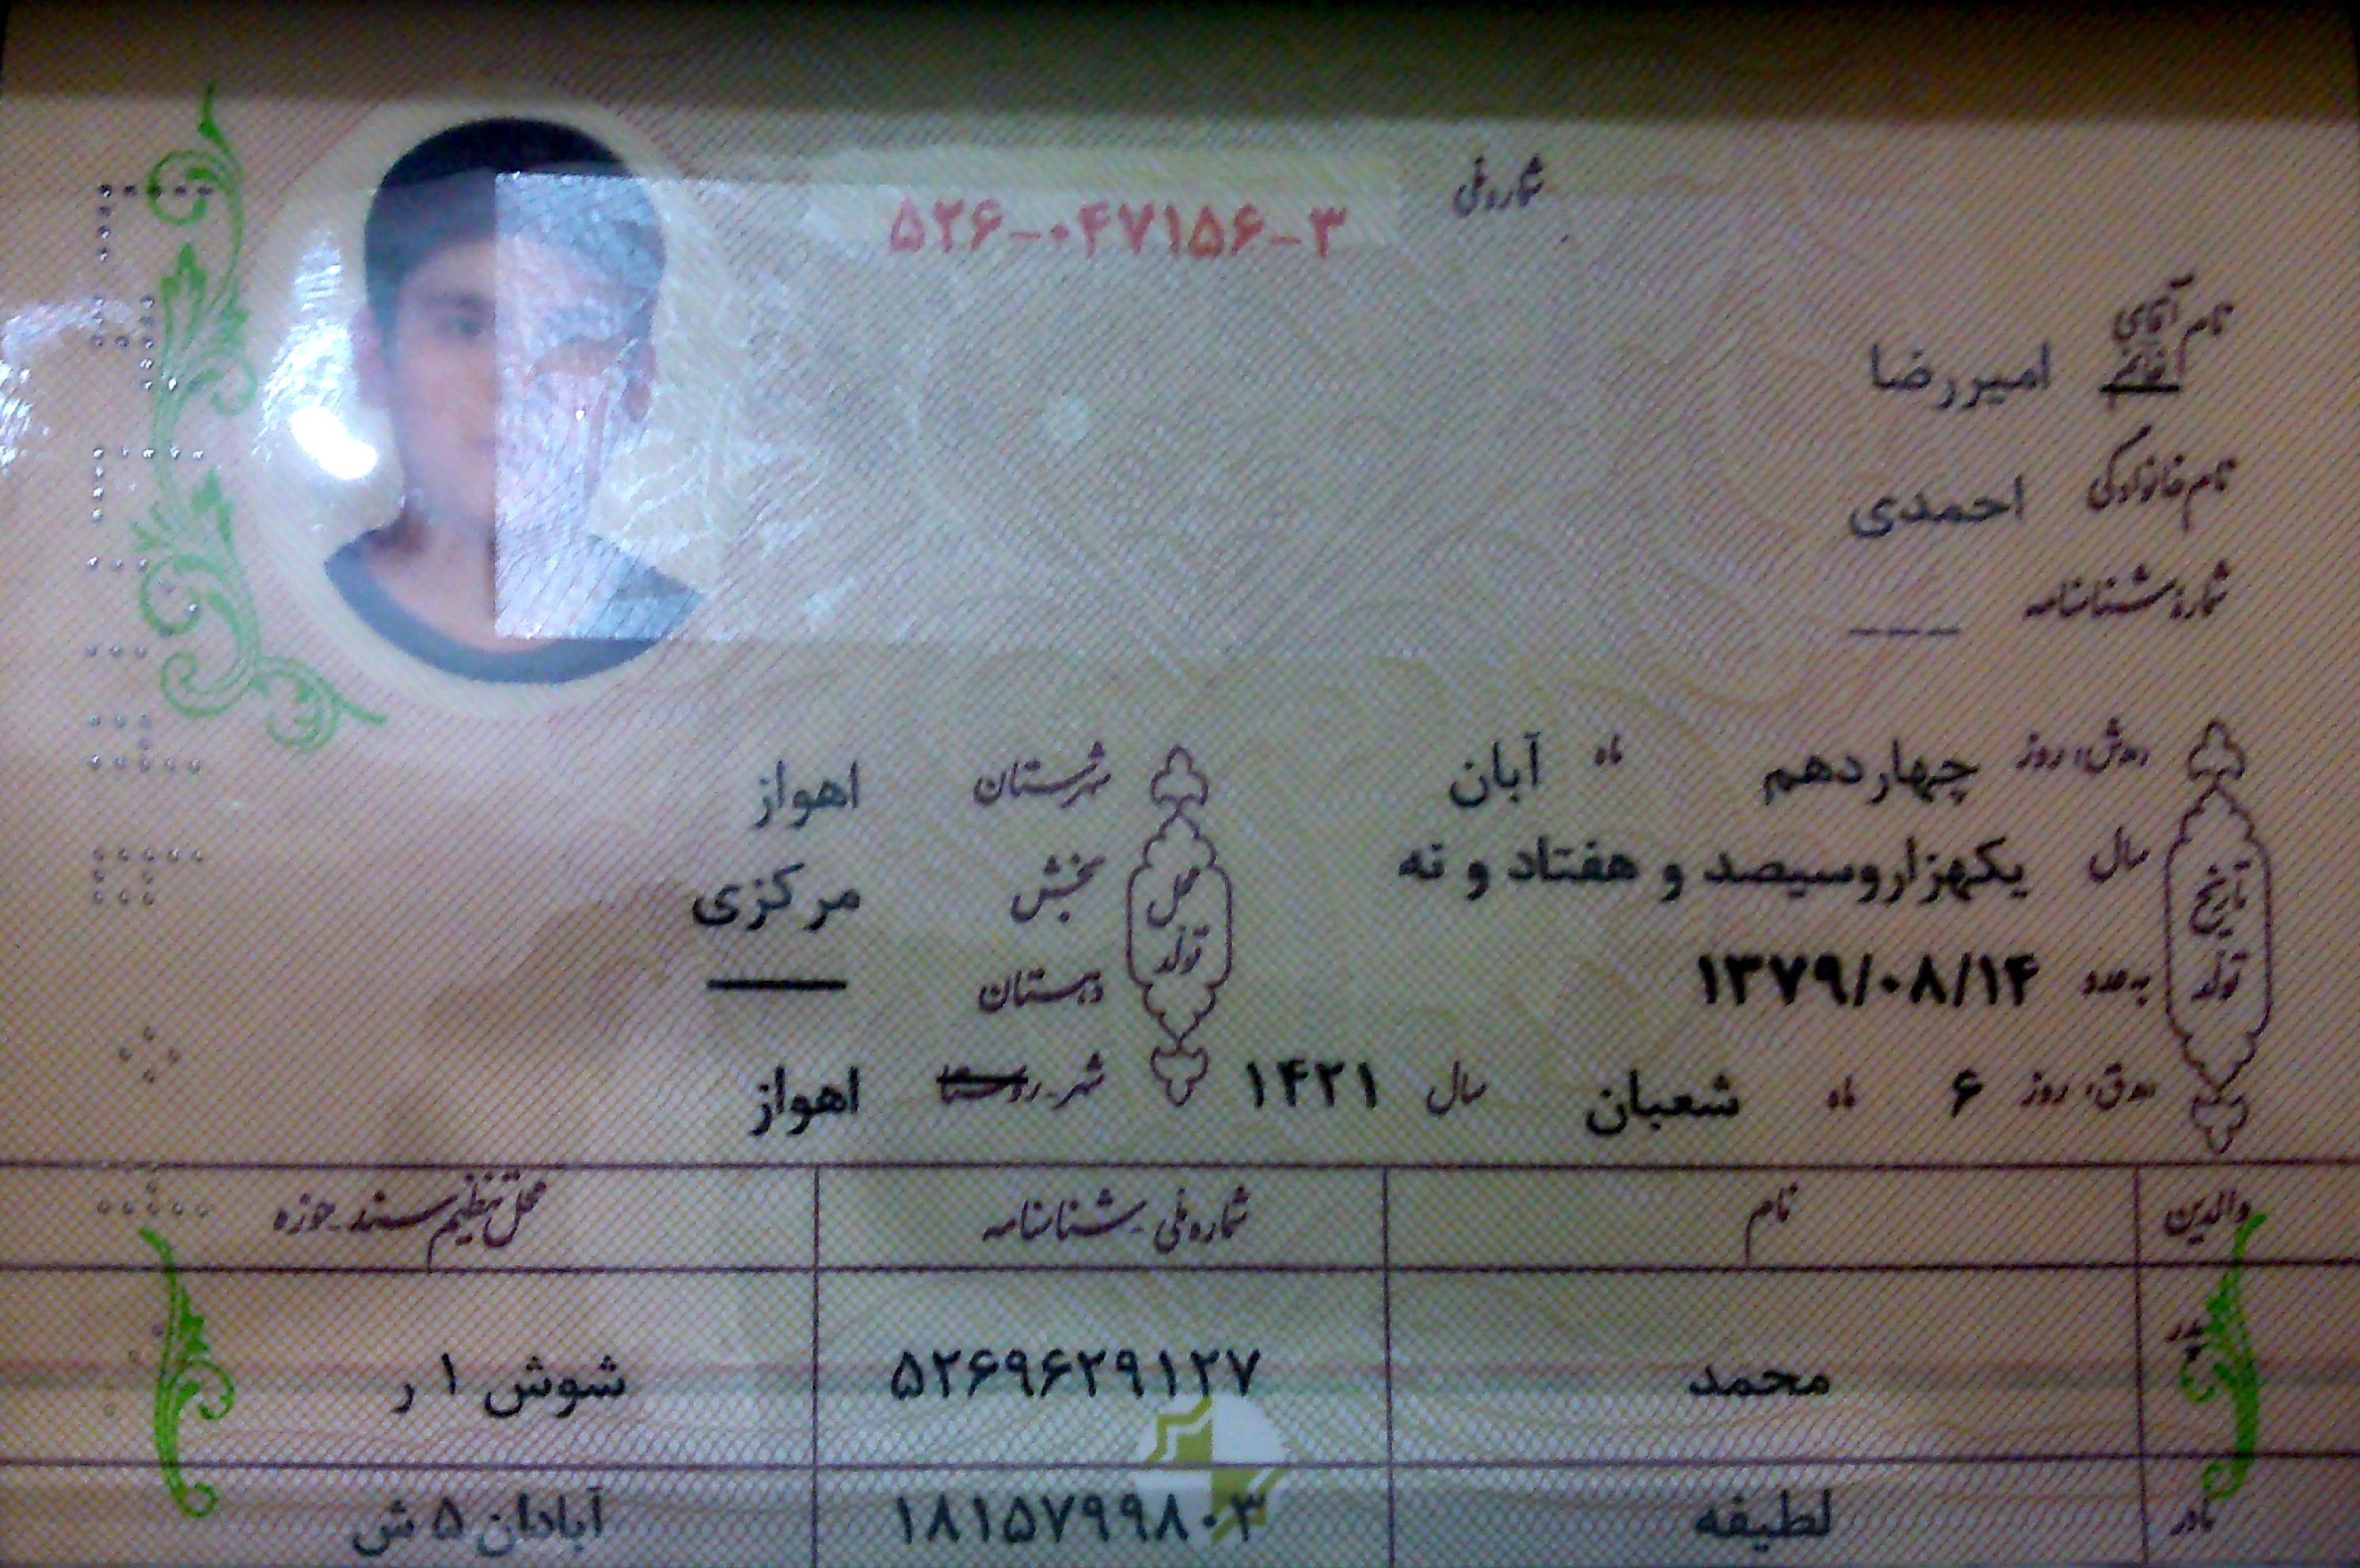 شماره ملی ۵۲۶-۰۴۷۱۵۶-۳
نام آقای خانم امیررضا
نام خانوادگی احمدی
شماره شناسنامه ---
تاریخ تولد
ه‍.ش: روز چهاردهم ماه آبان
سال یکهزاروسیصد و هفتاد و نه
به عدد ۱۳۷۹/۰۸/۱۴
ه‍.ق: روز ۶ ماه شعبان سال ۱۴۲۱
محل تولد
شهرستان اهواز
بخش مرکزی
دهستان ——
شهر-روستا اهواز
والدین نام شماره ملی - شناسنامه محل تنظیم سند - حوزه
پدر محمد ۵۲۶۹۶۲۹۱۲۷ شوش ۱ ر
مادر لطیفه ۱۸۱۵۷۹۹۸۰۳ آبادان ۵ ش